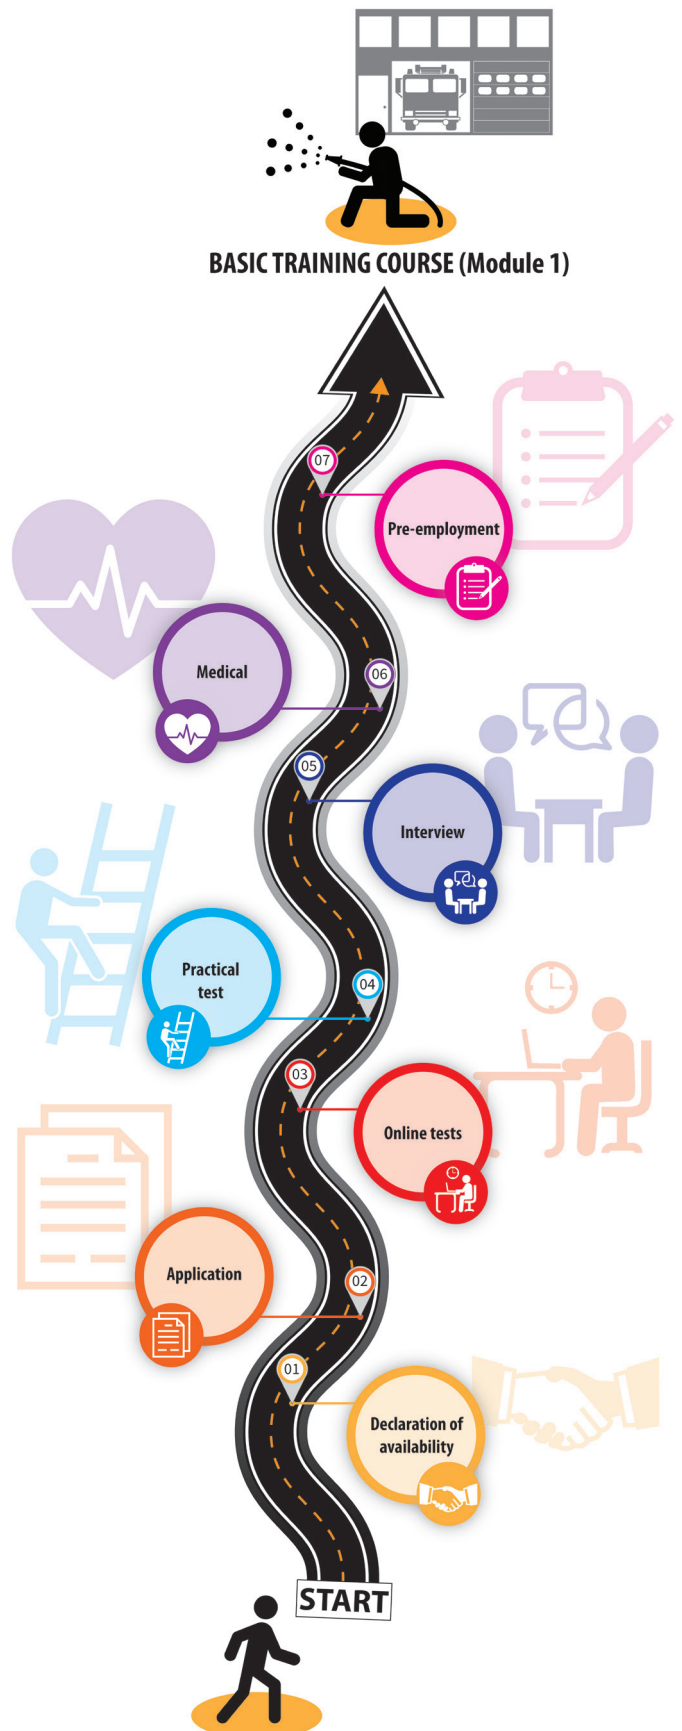 BASIC TRAINING COURSE (Module 1)
07
Pre-employment
Medical
06
05
Interview
Practical
test
04
03
Online tests
Application
02
01
Declaration of
availability
START